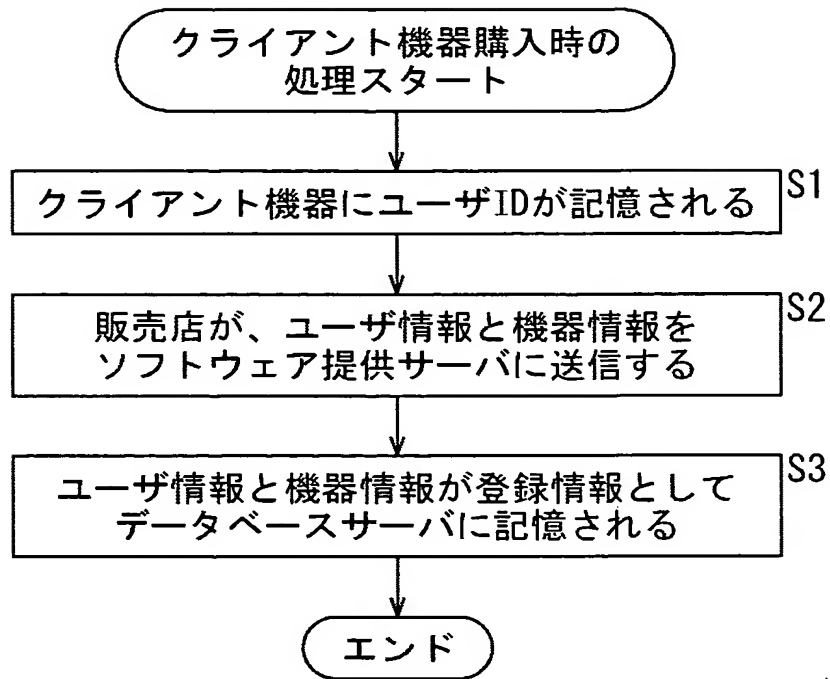 クライアント機器購入時の
処理スタート
S1
クライアント機器にユーザIDが記憶される
S2
販売店が、ユーザ情報と機器情報を
ソフトウェア提供サーバに送信する
S3
ユーザ情報と機器情報が登録情報として
データベースサーバに記憶される
エンド